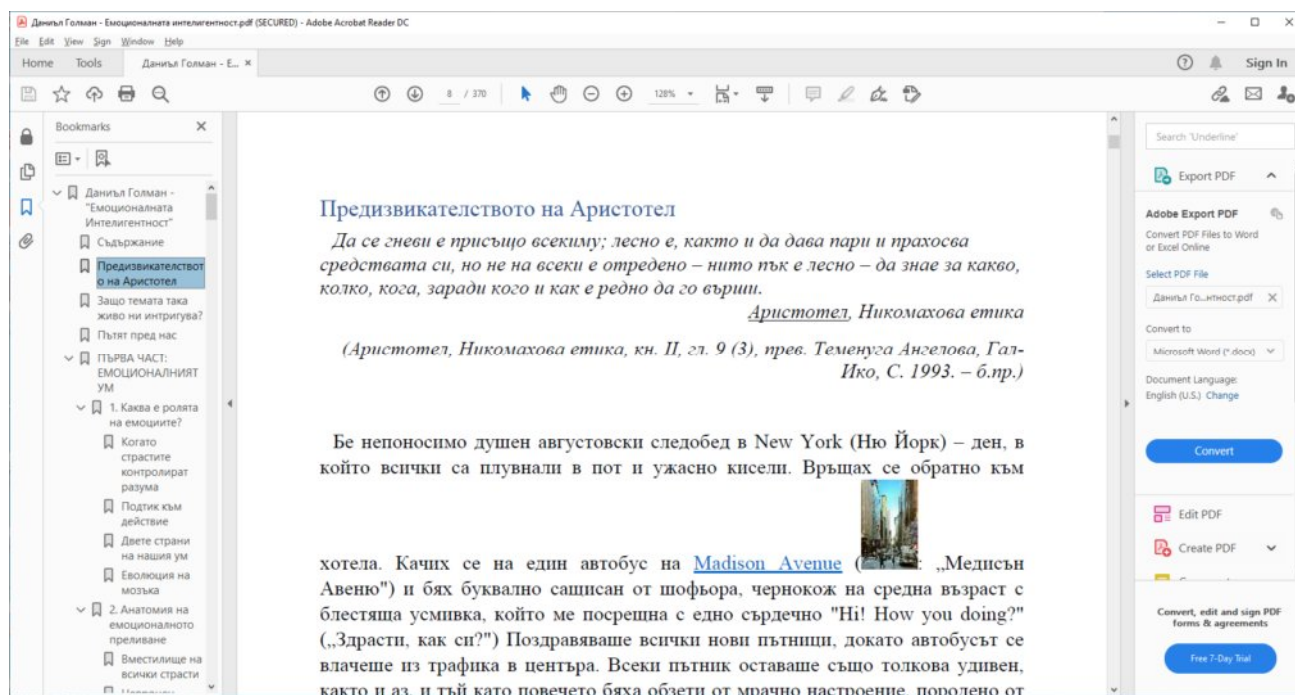 Даниъл Голман - Емоционалната интелигентност.pdf (SECURED) - Adobe Acrobat Reader DC
File Edit View Sign Window Help
Home Tools Даниъл Голман - Е... ×
Sign In
8 / 370
128%
Bookmarks
Даниъл Голман -
"Емоционалната
Интелигентност"
Съдържание
Предизвикателствот
о на Аристотел
Защо темата така
живо ни интригува?
Пътят пред нас
ПЪРВА ЧАСТ:
ЕМОЦИОНАЛНИЯТ
УМ
1. Каква е ролята
на емоциите?
Когато
страстите
контролират
разума
Подтик към
действие
Двете страни
на нашия ум
Еволюция на
мозъка
2. Анатомия на
емоционалното
преливане
Вместилище на
всички страсти
Предизвикателството на Аристотел
Да се гневи е присъщо всекиму; лесно е, както и да дава пари и прахосва
средствата си, но не на всеки е отредено – нито пък е лесно – да знае за какво,
колко, кога, заради кого и как е редно да го върши.
Аристотел, Никомахова етика
(Аристотел, Никомахова етика, кн. II, гл. 9 (3), прев. Теменуга Ангелова, Гал-
Ико, С. 1993. – б.пр.)
Бе непоносимо душен августовски следобед в New York (Ню Йорк) – ден, в
който всички са плувнали в пот и ужасно кисели. Връщах се обратно към
хотела. Качих се на един автобус на Madison Avenue ( : „Медисън
Авеню") и бях буквално сащисан от шофьора, чернокож на средна възраст с
блестяща усмивка, който ме посрещна с едно сърдечно "Hi! How you doing?"
(„Здрасти, как си?") Поздравяваше всички нови пътници, докато автобусът се
влачеше из трафика в центъра. Всеки пътник оставаше също толкова удивен,
както и аз, и тъй като повечето бяха обзети от мрачно настроение, породено от
Search 'Underline'
Export PDF
Adobe Export PDF
Convert PDF Files to Word
or Excel Online
Select PDF File
Даниъл Го...нтност.pdf ×
Convert to
Microsoft Word (*.docx)
Document Language:
English (U.S.) Change
Convert
Edit PDF
Create PDF
Convert, edit and sign PDF
forms & agreements
Free 7-Day Trial